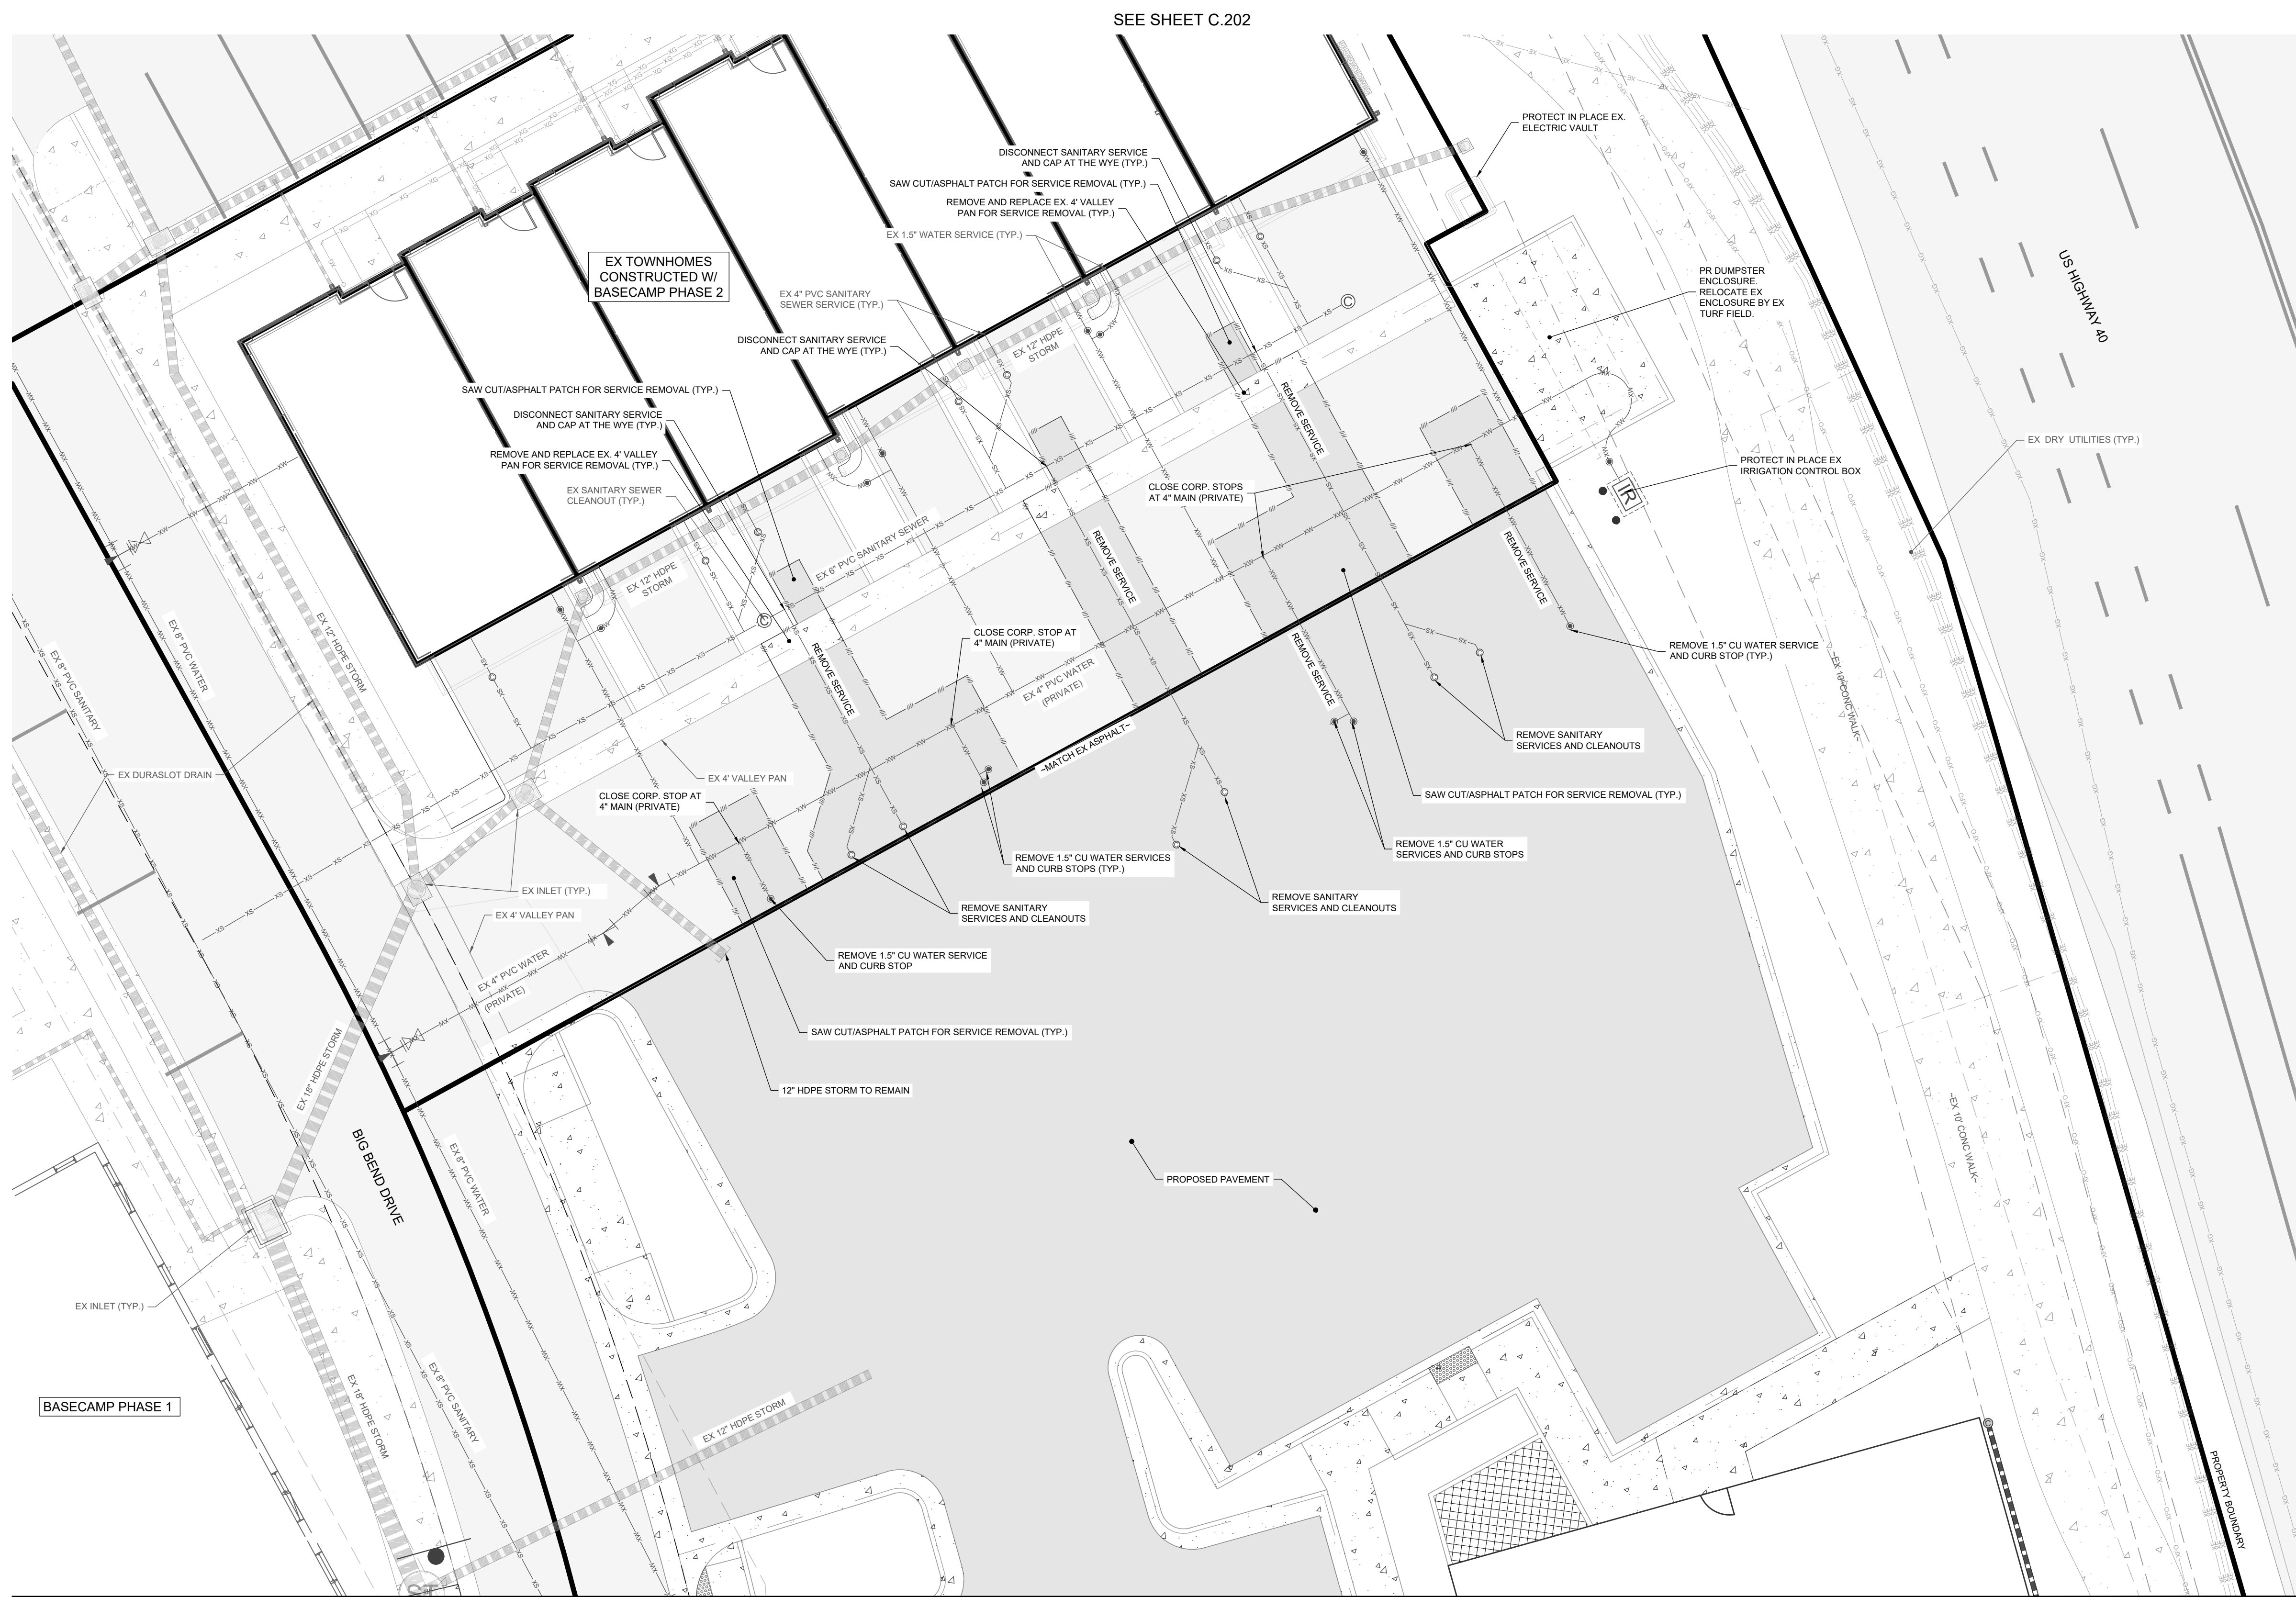 SEE SHEET C.202
PROTECT IN PLACE EX.
ELECTRIC VAULT
DISCONNECT SANITARY SERVICE
AND CAP AT THE WYE (TYP.)
SAW CUT/ASPHALT PATCH FOR SERVICE REMOVAL (TYP.)
REMOVE AND REPLACE EX. 4' VALLEY
PAN FOR SERVICE REMOVAL (TYP.)
EX 1.5" WATER SERVICE (TYP.)
EX TOWNHOMES
CONSTRUCTED W/
BASECAMP PHASE 2
PR DUMPSTER
ENCLOSURE.
RELOCATE EX
ENCLOSURE BY EX
TURF FIELD.
US HIGHWAY 40
EX 4" PVC SANITARY
SEWER SERVICE (TYP.)
DISCONNECT SANITARY SERVICE
AND CAP AT THE WYE (TYP.)
EX 12" HDPE
STORM
SAW CUT/ASPHALT PATCH FOR SERVICE REMOVAL (TYP.)
DISCONNECT SANITARY SERVICE
AND CAP AT THE WYE (TYP.)
REMOVE AND REPLACE EX. 4' VALLEY
PAN FOR SERVICE REMOVAL (TYP.)
EX SANITARY SEWER
CLEANOUT (TYP.)
REMOVE SERVICE
EX DRY UTILITIES (TYP.)
PROTECT IN PLACE EX
IRRIGATION CONTROL BOX
IR
CLOSE CORP. STOPS
AT 4" MAIN (PRIVATE)
EX 6" PVC SANITARY SEWER
EX 12" HDPE
STORM
REMOVE SERVICE
REMOVE SERVICE
EX 12" HDPE STORM
EX 8" PVC WATER
EX 8" PVC SANITARY
CLOSE CORP. STOP AT
4" MAIN (PRIVATE)
REMOVE SERVICE
REMOVE SERVICE
REMOVE 1.5" CU WATER SERVICE
AND CURB STOP (TYP.)
EX 4" PVC WATER
(PRIVATE)
~EX 10' CONC WALK~
~MATCH EX ASPHALT~
REMOVE SANITARY
SERVICES AND CLEANOUTS
EX DURASLOT DRAIN
EX 4' VALLEY PAN
CLOSE CORP. STOP AT
4" MAIN (PRIVATE)
SAW CUT/ASPHALT PATCH FOR SERVICE REMOVAL (TYP.)
REMOVE 1.5" CU WATER
SERVICES AND CURB STOPS
REMOVE 1.5" CU WATER SERVICES
AND CURB STOPS (TYP.)
EX INLET (TYP.)
REMOVE SANITARY
SERVICES AND CLEANOUTS
REMOVE SANITARY
SERVICES AND CLEANOUTS
EX 4' VALLEY PAN
REMOVE 1.5" CU WATER SERVICE
AND CURB STOP
EX 4" PVC WATER
(PRIVATE)
SAW CUT/ASPHALT PATCH FOR SERVICE REMOVAL (TYP.)
EX 18" HDPE STORM
12" HDPE STORM TO REMAIN
~EX 10' CONC WALK~
BIG BEND DRIVE
EX 8" PVC WATER
PROPOSED PAVEMENT
EX INLET (TYP.)
BASECAMP PHASE 1
EX 18" HDPE STORM
EX 8" PVC SANITARY
EX 12" HDPE STORM
PROPERTY BOUNDARY
ST